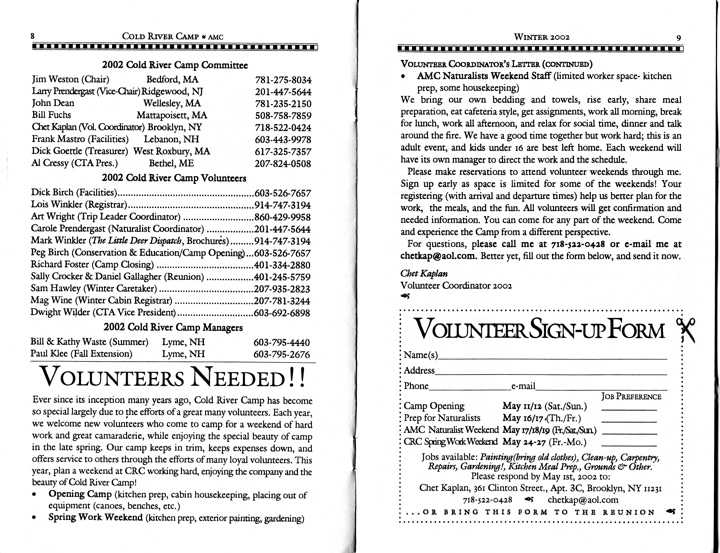 8 COLD RIVER CAMP AMC
2002 Cold River Camp Committee
Jim Weston (Chair) Bedford, MA 781-275-8034
Larry Prendergast (Vice-Chair) Ridgewood, NJ 201-447-5644
John Dean Wellesley, MA 781-235-2150
Bill Fuchs Mattapoisett, MA 508-758-7859
Chet Kaplan (Vol. Coordinator) Brooklyn, NY 718-522-0424
Frank Mastro (Facilities) Lebanon, NH 603-443-9978
Dick Goettle (Treasurer) West Roxbury, MA 617-325-7357
Al Cressy (CTA Pres.) Bethel, ME 207-824-0508
2002 Cold River Camp Volunteers
Dick Birch (Facilities)..........................................603-526-7657
Lois Winkler (Registrar)......................................914-747-3194
Art Wright (Trip Leader Coordinator) ...................860-429-9958
Carole Prendergast (Naturalist Coordinator) ............201-447-5644
Mark Winkler (The Little Deer Dispatch, Brochures) .........914-747-3194
Peg Birch (Conservation & Education/Camp Opening)...603-526-7657
Richard Foster (Camp Closing) ..........................401-334-2880
Sally Crocker & Daniel Gallagher (Reunion) ............401-245-5759
Sam Hawley (Winter Caretaker)..........................207-935-2823
Mag Wine (Winter Cabin Registrar) .....................207-781-3244
Dwight Wilder (CTA Vice President).....................603-692-6898
2002 Cold River Camp Managers
Bill & Kathy Waste (Summer) Lyme, NH 603-795-4440
Paul Klee (Fall Extension) Lyme, NH 603-795-2676
VOLUNTEERS NEEDED!!
Ever since its inception many years ago, Cold River Camp has become
so special largely due to the efforts of a great many volunteers. Each year,
we welcome new volunteers who come to camp for a weekend of hard
work and great camaraderie, while enjoying the special beauty of camp
in the late spring. Our camp keeps in trim, keeps expenses down, and
offers service to others through the efforts of many loyal volunteers. This
year, plan a weekend at CRC working hard, enjoying the company and the
beauty of Cold River Camp!
• Opening Camp (kitchen prep, cabin housekeeping, placing out of
equipment (canoes, benches, etc.)
• Spring Work Weekend (kitchen prep, exterior painting, gardening)
WINTER 2002 9
VOLUNTEER COORDINATOR'S LETTER (CONTINUED)
• AMC Naturalists Weekend Staff (limited worker space- kitchen
prep, some housekeeping)
We bring our own bedding and towels, rise early, share meal
preparation, eat cafeteria style, get assignments, work all morning, break
for lunch, work all afternoon, and relax for social time, dinner and talk
around the fire. We have a good time together but work hard; this is an
adult event, and kids under 16 are best left home. Each weekend will
have its own manager to direct the work and the schedule.
Please make reservations to attend volunteer weekends through me.
Sign up early as space is limited for some of the weekends! Your
registering (with arrival and departure times) help us better plan for the
work, the meals, and the fun. All volunteers will get confirmation and
needed information. You can come for any part of the weekend. Come
and experience the Camp from a different perspective.
For questions, please call me at 718-522-0428 or e-mail me at
chetkap@aol.com. Better yet, fill out the form below, and send it now.
Chet Kaplan
Volunteer Coordinator 2002
VOLUNTEER SIGN-UP FORM
Name(s)
Address
Phone e-mail
JOB PREFERENCE
Camp Opening May 11/12 (Sat./Sun.)
Prep for Naturalists May 16/17 (Th./Fr.)
AMC Naturalist Weekend May 17/18/19 (Fr./Sat./Sun.)
CRC Spring Work Weekend May 24-27 (Fr.-Mo.)
Jobs available: Painting(bring old clothes), Clean-up, Carpentry,
Repairs, Gardening!, Kitchen Meal Prep., Grounds & Other.
Please respond by May 1st, 2002 to:
Chet Kaplan, 361 Clinton Street., Apt. 3C, Brooklyn, NY 11231
718-522-0428 chetkap@aol.com
...OR BRING THIS FORM TO THE REUNION